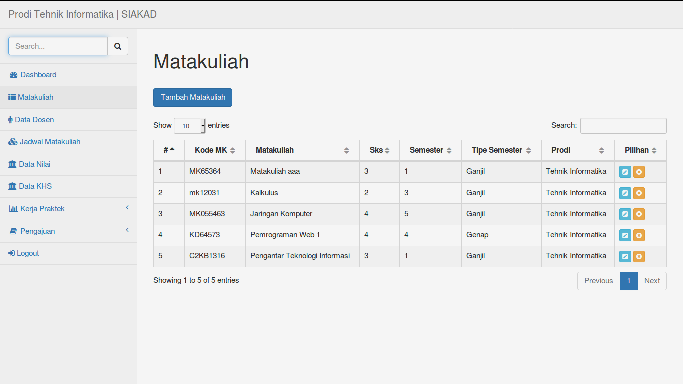 Prodi Tehnik Informatika | SIAKAD
Search...
Dashboard
Matakuliah
Data Dosen
Jadwal Matakuliah
Data Nilai
Data KHS
Kerja Praktek
Pengajuan
Logout
Matakuliah
Tambah Matakuliah
Show 10 entries
Search:
# Kode MK Matakuliah Sks Semester Tipe Semester Prodi Pilihan
1 MK65364 Matakuliah aaa 3 1 Ganjil Tehnik Informatika
2 mk12031 Kalkulus 2 3 Ganjil Tehnik Informatika
3 MK055463 Jaringan Komputer 4 5 Ganjil Tehnik Informatika
4 KD64573 Pemrograman Web 1 4 4 Genap Tehnik Informatika
5 C2KB1316 Pengantar Teknologi Informasi 3 1 Ganjil Tehnik Informatika
Showing 1 to 5 of 5 entries
Previous 1 Next